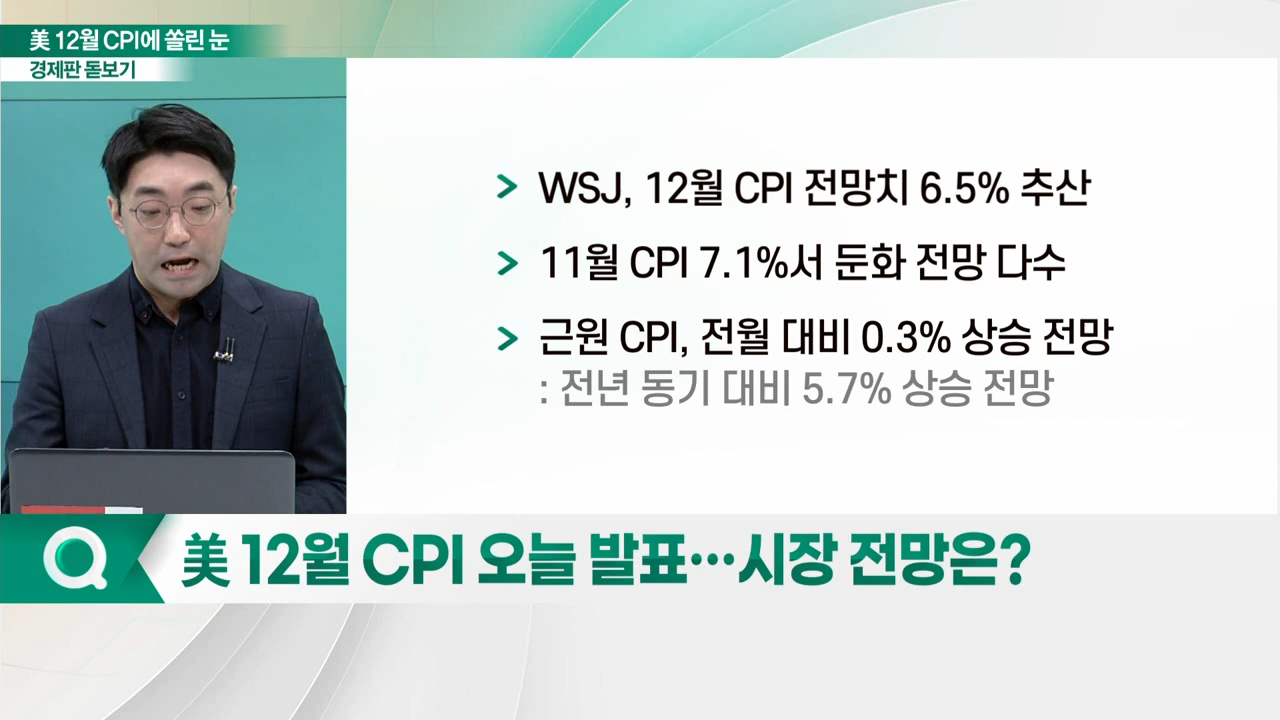 美 12월 CPI에 쏠린 눈
경제판 돋보기
WSJ, 12월 CPI 전망치 6.5% 추산
11월 CPI 7.1%서 둔화 전망 다수
근원 CPI, 전월 대비 0.3% 상승 전망
: 전년 동기 대비 5.7% 상승 전망
美 12월 CPI 오늘 발표…시장 전망은?